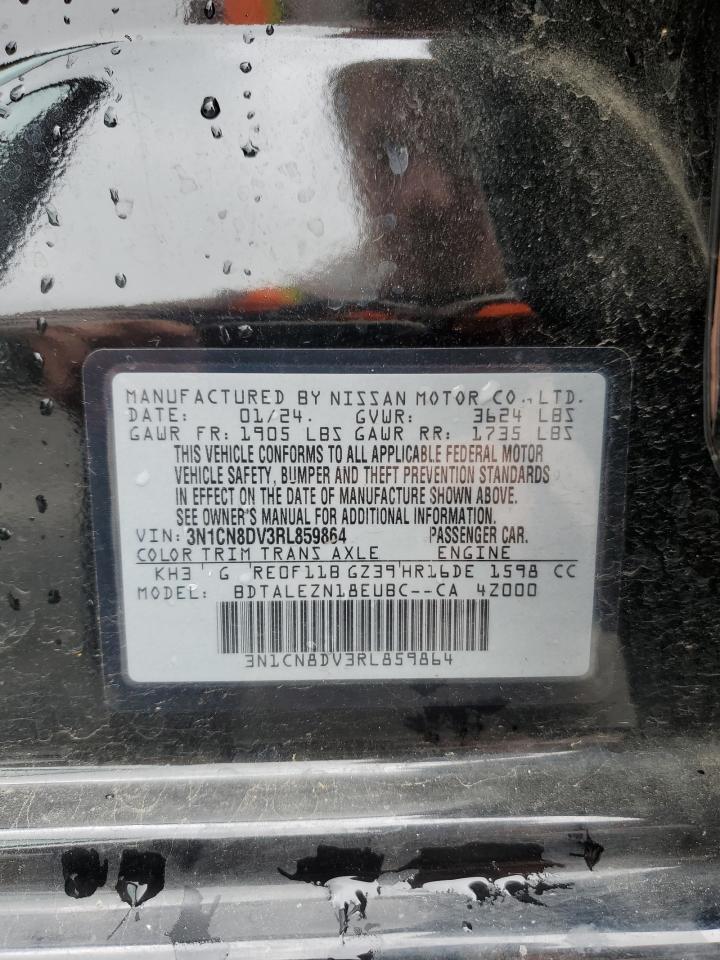 MANUFACTURED BY NISSAN MOTOR CO., LTD.
DATE: 01/24. GVWR: 3624 LBS
GAWR FR: 1905 LBS GAWR RR: 1735 LBS
THIS VEHICLE CONFORMS TO ALL APPLICABLE FEDERAL MOTOR
VEHICLE SAFETY, BUMPER AND THEFT PREVENTION STANDARDS
IN EFFECT ON THE DATE OF MANUFACTURE SHOWN ABOVE.
SEE OWNER'S MANUAL FOR ADDITIONAL INFORMATION.
VIN: 3N1CN8DV3RL859864 PASSENGER CAR.
COLOR TRIM TRANS AXLE ENGINE
KH3 G RE0F11B GZ39 HR16DE 1598 CC
MODEL: BDTALEZN18EUBC--CA 4Z000
3N1CN8DV3RL859864